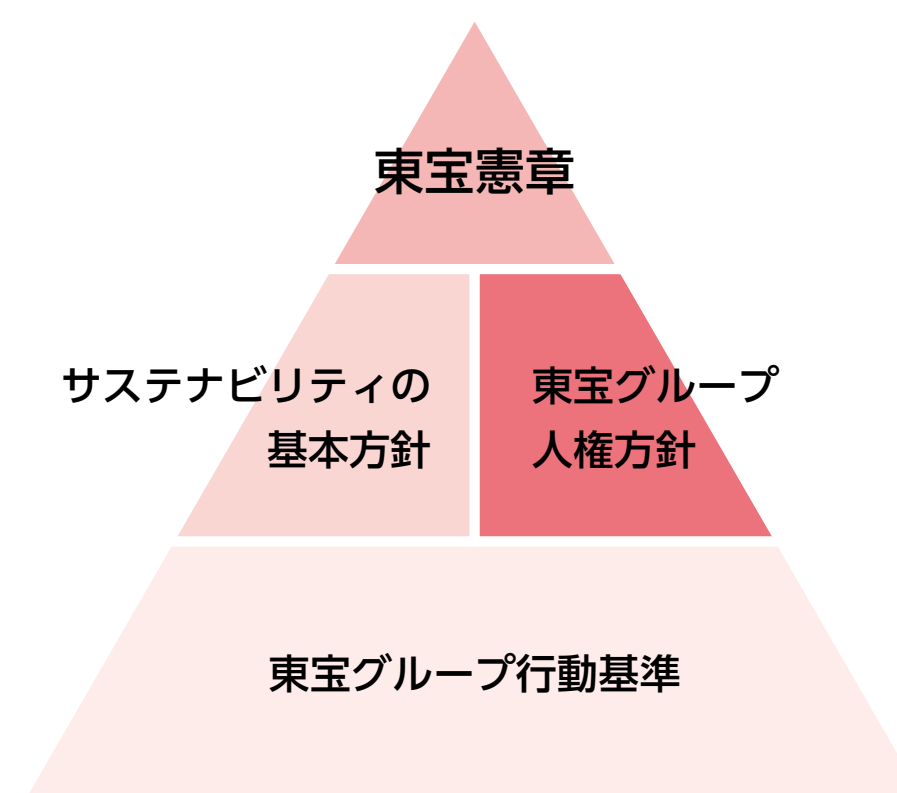 東宝憲章
サステナビリティの
基本方針
東宝グループ
人権方針
東宝グループ行動基準